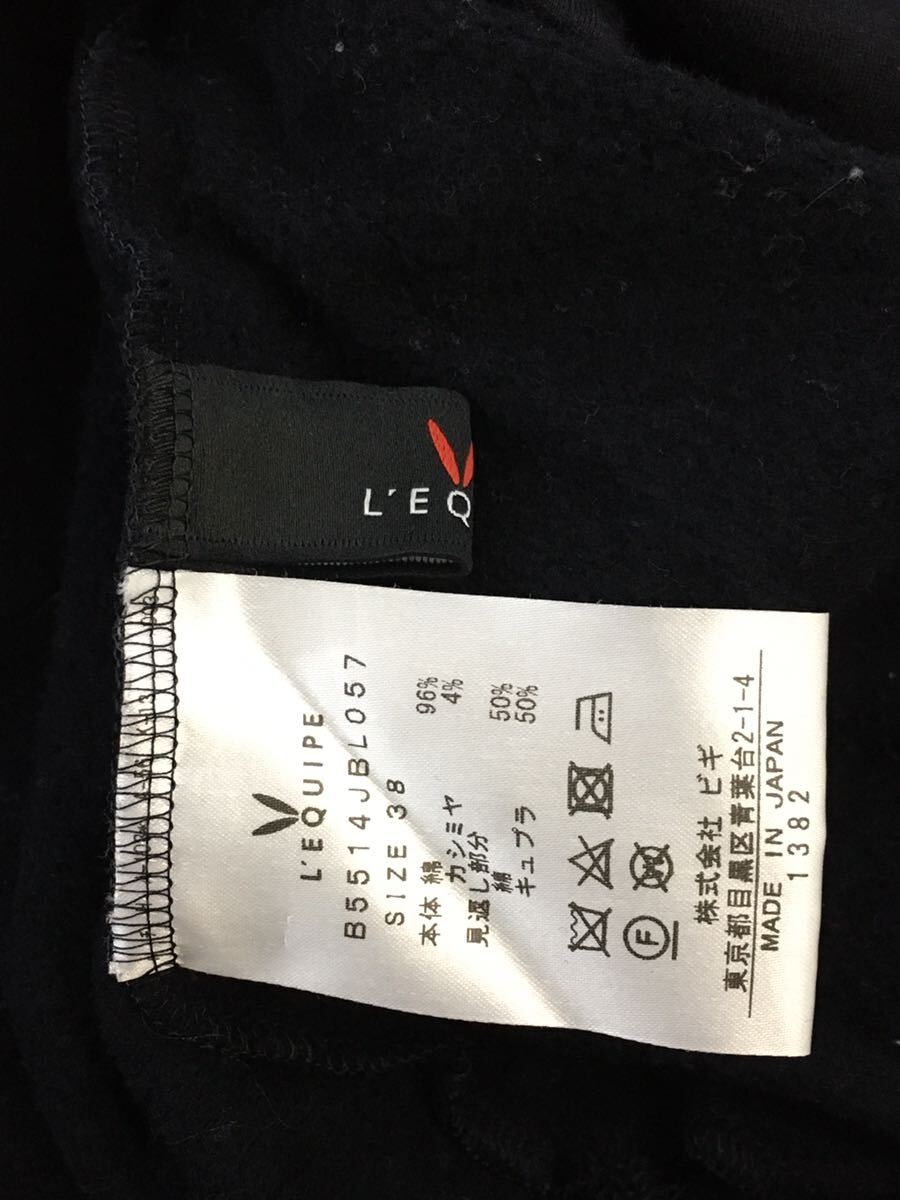 L'EQ
L'EQUIPE
B5514JBL057
SIZE 38
本体 綿 96%
カシミヤ 4%
見返し部分
綿 50%
キュプラ 50%
F
W
株式会社 ビギ
東京都目黒区青葉台2-1-4
MADE IN JAPAN
1382